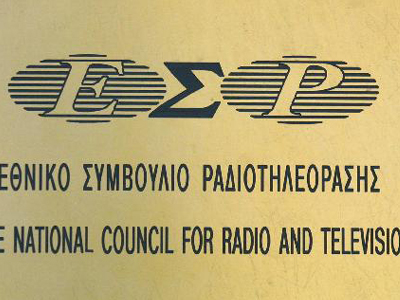 ΕΣΡ
ΕΘΝΙΚΟ ΣΥΜΒΟΥΛΙΟ ΡΑΔΙΟΤΗΛΕΟΡΑΣΗΣ
E NATIONAL COUNCIL FOR RADIO AND TELEVISIO